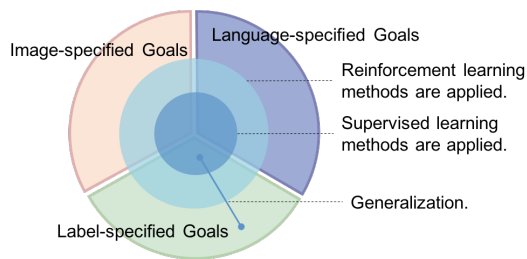 Image-specified Goals
Language-specified Goals
Reinforcement learning
methods are applied.
Supervised learning
methods are applied.
Generalization.
Label-specified Goals